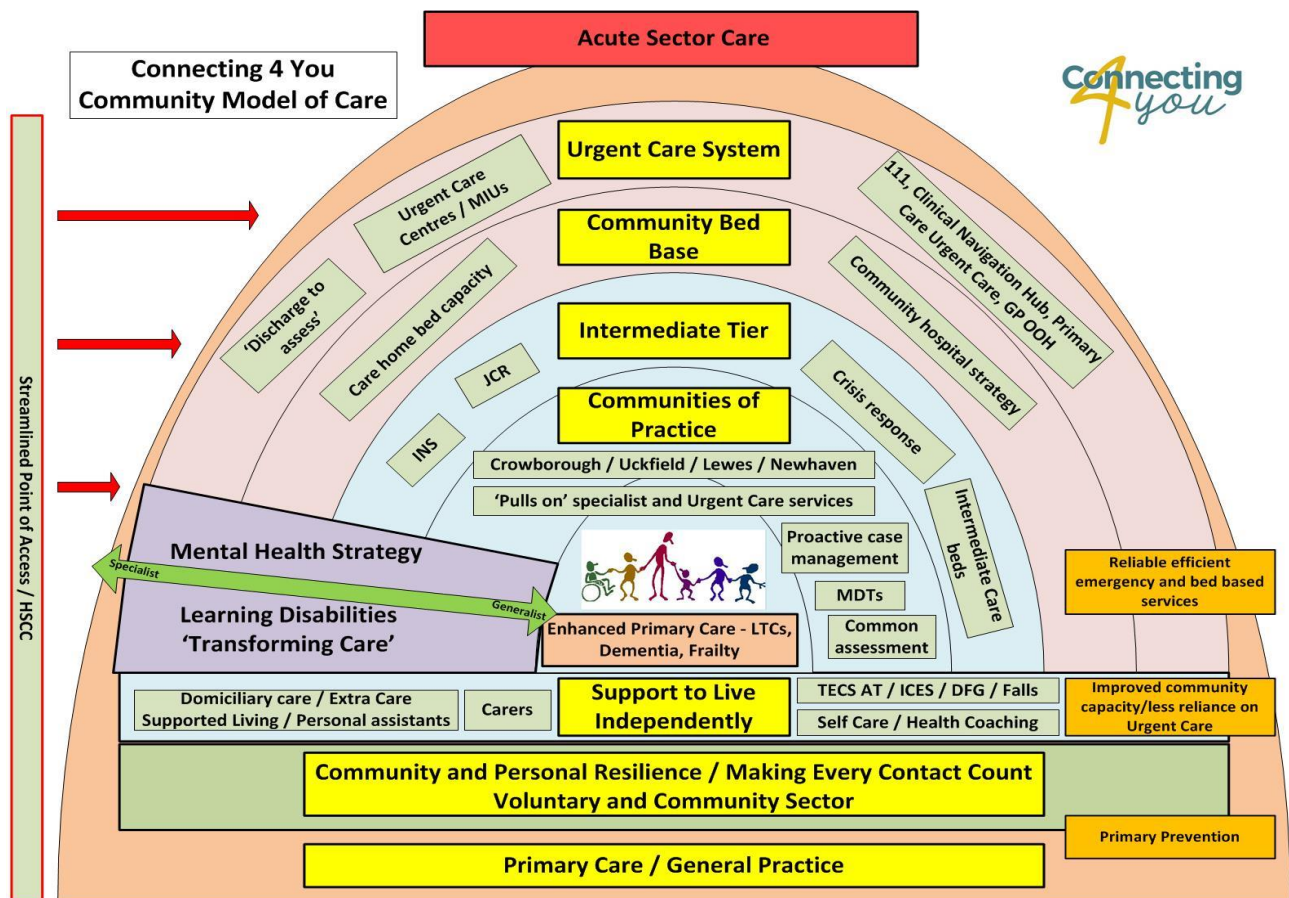 Acute Sector Care
Connecting 4 You
Community Model of Care
Connecting
4
you
Streamlined Point of Access / HSCC
Urgent Care System
Urgent Care
Centres / MIUs
111, Clinical Navigation Hub, Primary
Care Urgent Care, GP OOH
‘Discharge to
assess’
Community Bed
Base
Care home bed capacity
Community hospital strategy
Intermediate Tier
JCR
INS
Crisis response
Intermediate Care
beds
Communities of
Practice
Crowborough / Uckfield / Lewes / Newhaven
‘Pulls on’ specialist and Urgent Care services
Proactive case
management
MDTs
Common
assessment
Mental Health Strategy
Specialist
Generalist
Learning Disabilities
‘Transforming Care’
Enhanced Primary Care - LTCs,
Dementia, Frailty
Reliable efficient
emergency and bed based
services
Domiciliary care / Extra Care
Supported Living / Personal assistants
Carers
Support to Live
Independently
TECS AT / ICES / DFG / Falls
Self Care / Health Coaching
Improved community
capacity/less reliance on
Urgent Care
Community and Personal Resilience / Making Every Contact Count
Voluntary and Community Sector
Primary Prevention
Primary Care / General Practice